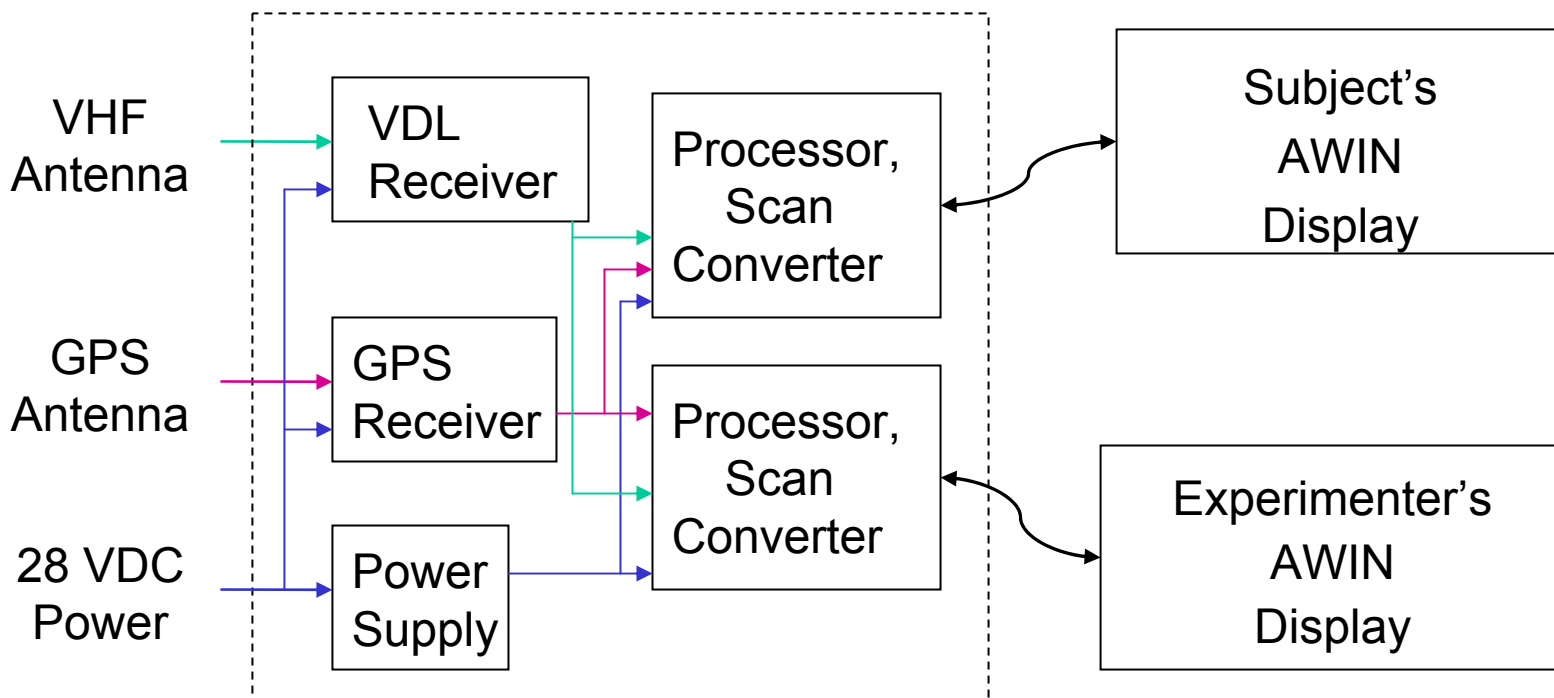 VHF
Antenna
GPS
Antenna
28 VDC
Power
VDL
Receiver
GPS
Receiver
Power
Supply
Processor,
Scan
Converter
Processor,
Scan
Converter
Subject's
AWIN
Display
Experimenter's
AWIN
Display